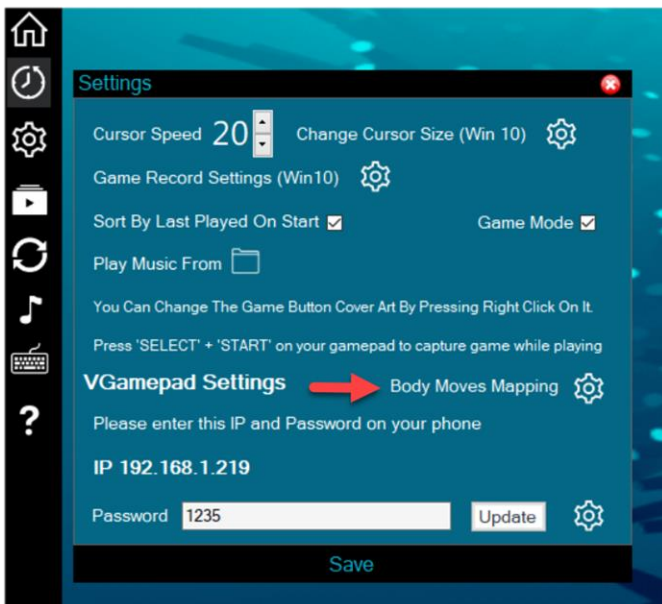 Settings
Cursor Speed 20 Change Cursor Size (Win 10)
Game Record Settings (Win10)
Sort By Last Played On Start Game Mode
Play Music From
You Can Change The Game Button Cover Art By Pressing Right Click On It.
Press 'SELECT' + 'START' on your gamepad to capture game while playing
VGamepad Settings Body Moves Mapping
Please enter this IP and Password on your phone
IP 192.168.1.219
Password 1235 Update
Save
?